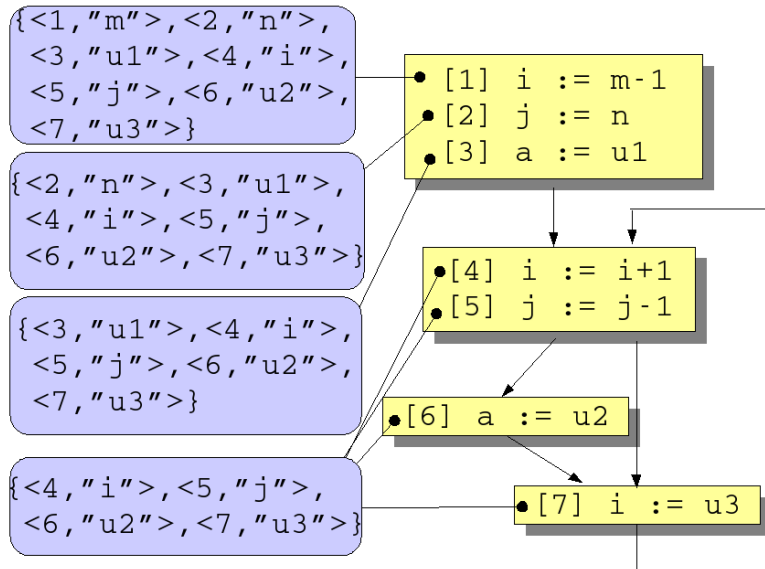 {<1,"m">,<2,"n">,
<3,"u1">,<4,"i">,
<5,"j">,<6,"u2">,
<7,"u3">}
{<2,"n">,<3,"u1">,
<4,"i">,<5,"j">,
<6,"u2">,<7,"u3">}
{<3,"u1">,<4,"i">,
<5,"j">,<6,"u2">,
<7,"u3">}
{<4,"i">,<5,"j">,
<6,"u2">,<7,"u3">}
[1] i := m-1
[2] j := n
[3] a := u1
[4] i := i+1
[5] j := j-1
[6] a := u2
[7] i := u3